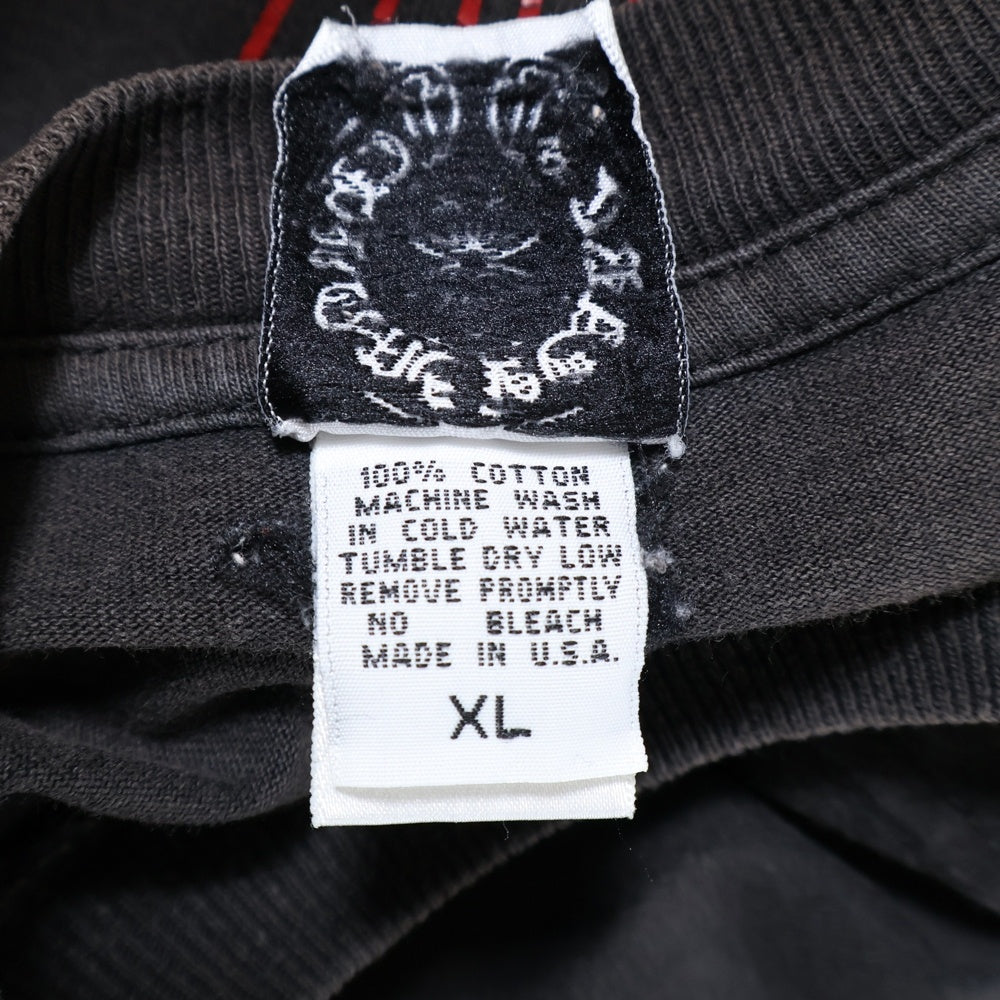 100% COTTON
MACHINE WASH
IN COLD WATER
TUMBLE DRY LOW
REMOVE PROMPTLY
NO BLEACH
MADE IN U.S.A.
XL